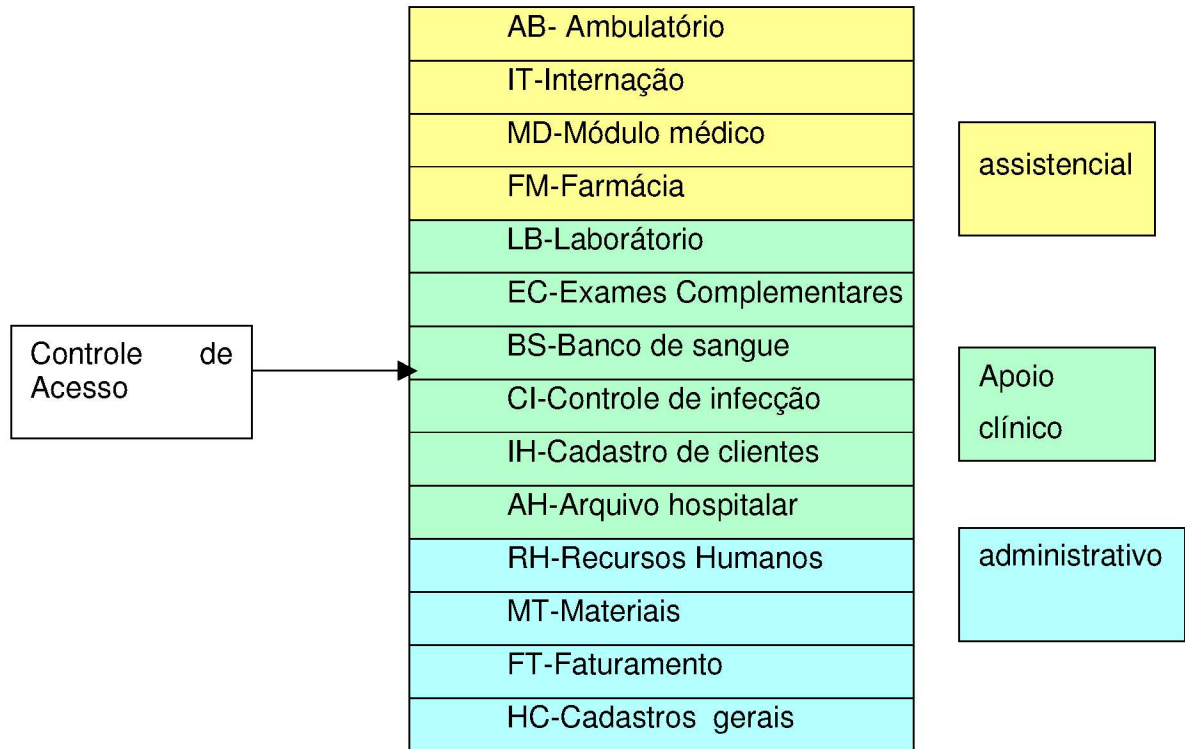 AB- Ambulatório
IT-Internação
MD-Módulo médico
FM-Farmácia
LB-Laborátorio
EC-Exames Complementares
BS-Banco de sangue
CI-Controle de infecção
IH-Cadastro de clientes
AH-Arquivo hospitalar
RH-Recursos Humanos
MT-Materiais
FT-Faturamento
HC-Cadastros gerais
Controle de
Acesso
assistencial
Apoio
clínico
administrativo